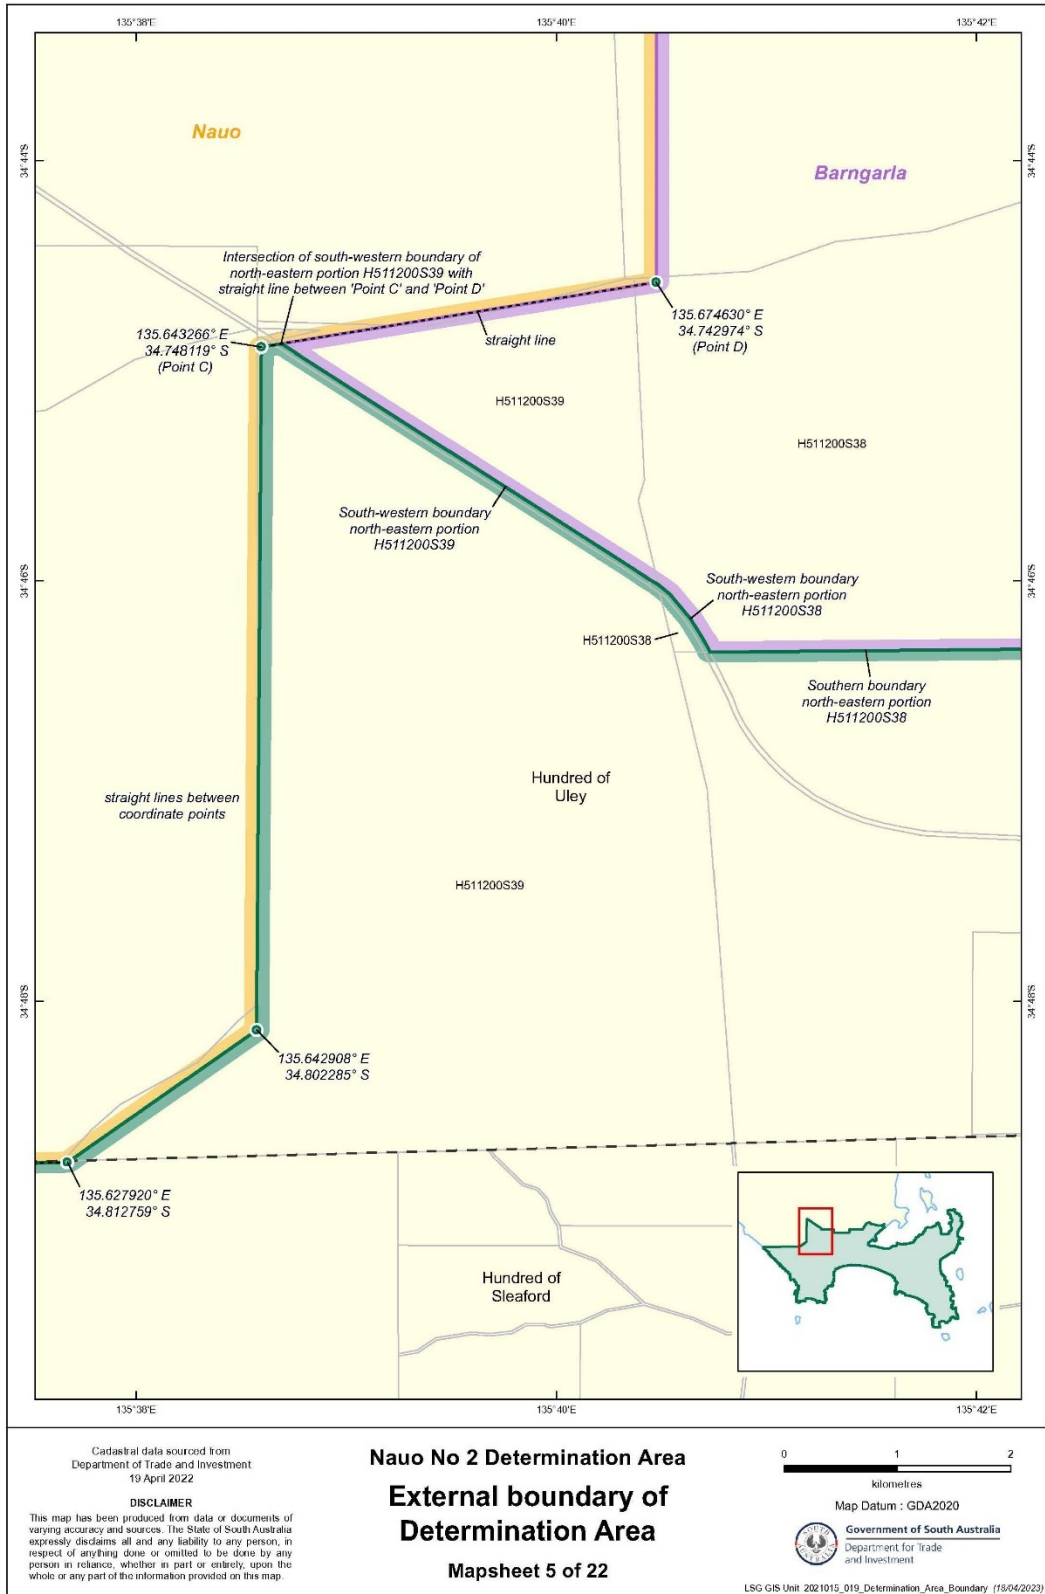 135°38'E
135°40'E
135°42'E
34°44'S
34°44'S
Nauo
Barngarla
Intersection of south-western boundary of
north-eastern portion H511200S39 with
straight line between 'Point C' and 'Point D'
135.643266° E
34.748119° S
(Point C)
135.674630° E
34.742974° S
(Point D)
straight line
H511200S39
H511200S38
South-western boundary
north-eastern portion
H511200S39
34°46'S
34°46'S
South-western boundary
north-eastern portion
H511200S38
H511200S38
Southern boundary
north-eastern portion
H511200S38
Hundred of
Uley
straight lines between
coordinate points
H511200S39
34°48'S
34°48'S
135.642908° E
34.802285° S
135.627920° E
34.812759° S
Hundred of
Sleaford
135°38'E
135°40'E
135°42'E
Cadastral data sourced from
Department of Trade and Investment
19 April 2022
DISCLAIMER
This map has been produced from data or documents of
varying accuracy and sources. The State of South Australia
expressly disclaims all and any liability to any person, in
respect of anything done or omitted to be done by any
person in reliance, whether in part or entirely, upon the
whole or any part of the information provided on this map.
Nauo No 2 Determination Area
External boundary of
Determination Area
Mapsheet 5 of 22
0 1 2
kilometres
Map Datum : GDA2020
SOUTH
AUSTRALIA
Government of South Australia
Department for Trade
and Investment
LSG GIS Unit 2021015_019_Determination_Area_Boundary (18/04/2023)